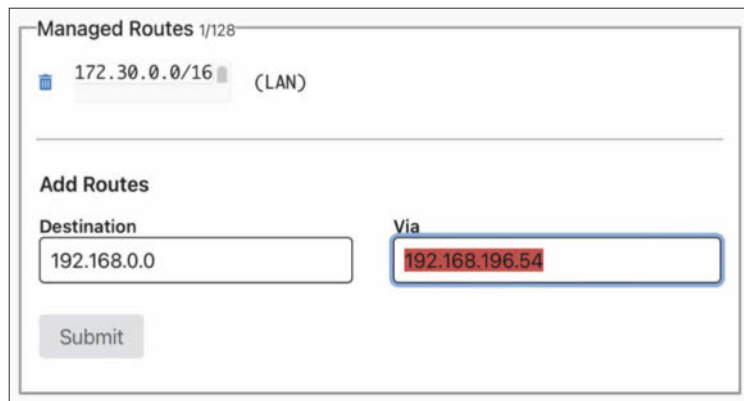 Managed Routes 1/128
172.30.0.0/16 (LAN)
Add Routes
Destination Via
192.168.0.0 192.168.196.54
Submit